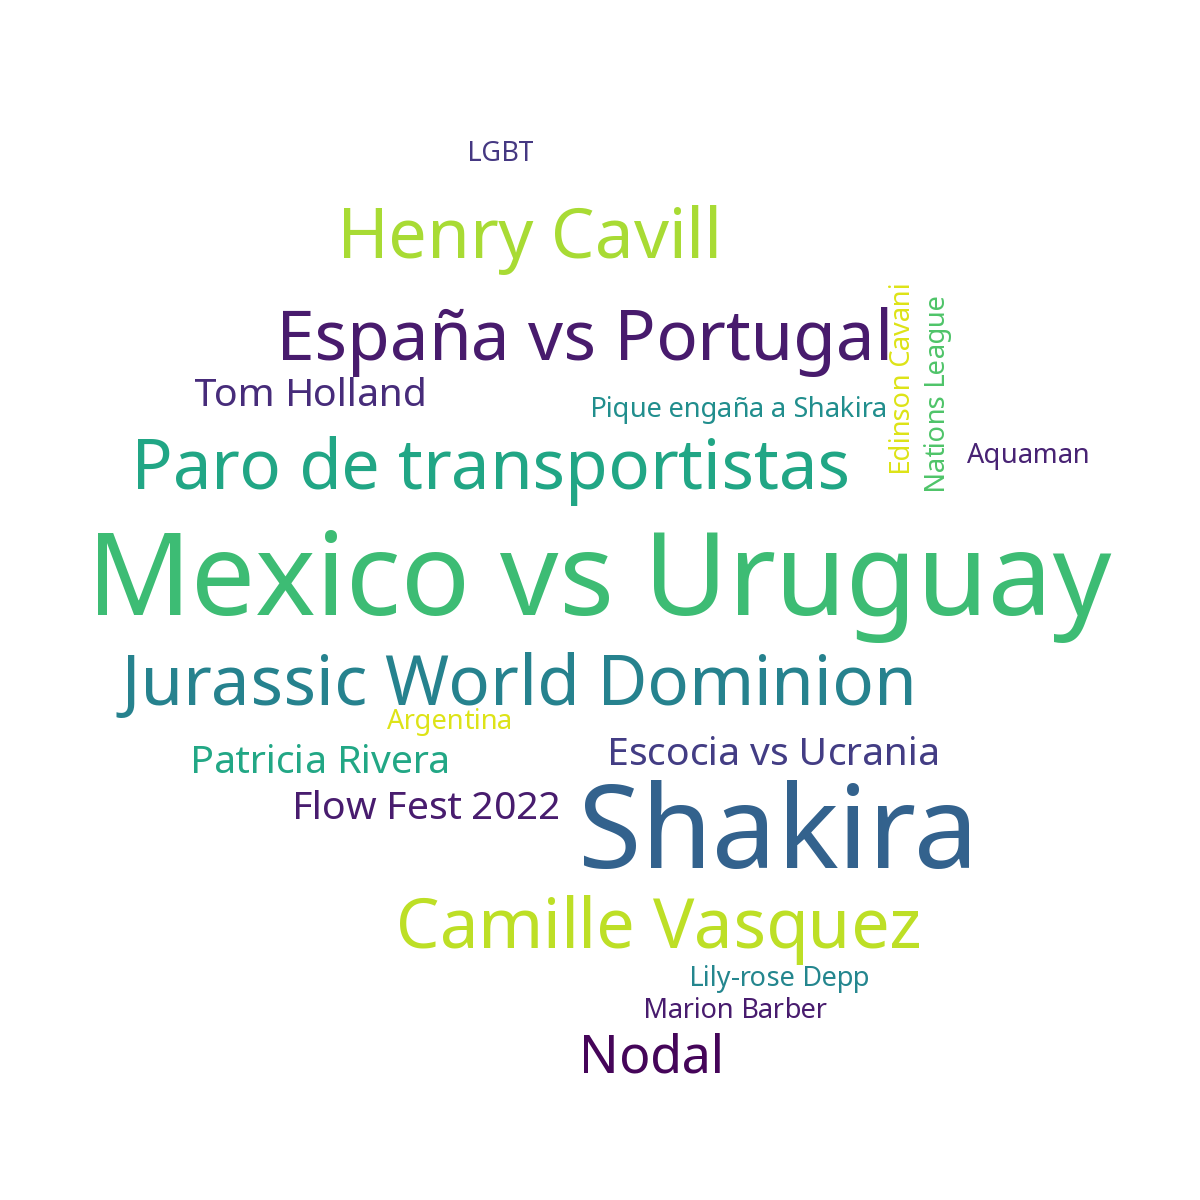 LGBT
Henry Cavill
España vs Portugal
Edinson Cavani
Nations League
Tom Holland
Pique engaña a Shakira
Paro de transportistas
Aquaman
Mexico vs Uruguay
Jurassic World Dominion
Argentina
Patricia Rivera
Escocia vs Ucrania
Flow Fest 2022
Shakira
Camille Vasquez
Lily-rose Depp
Marion Barber
Nodal